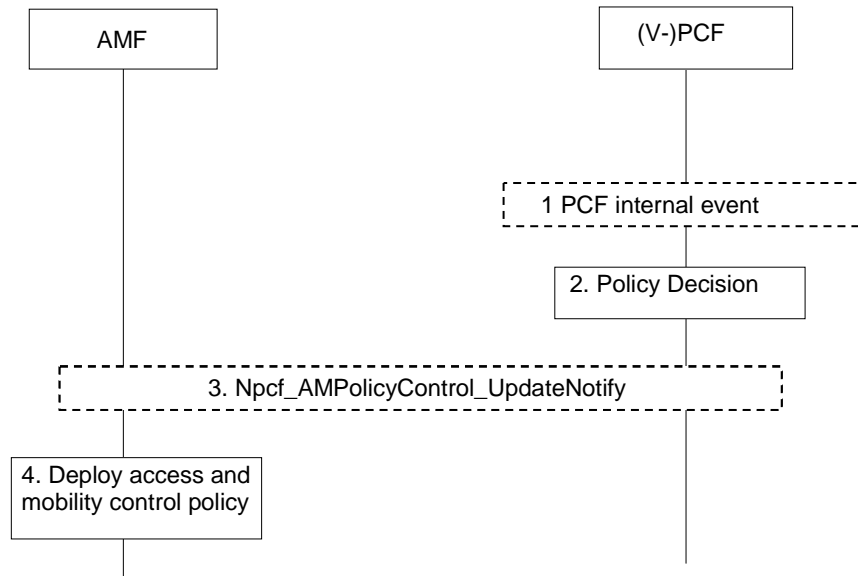 AMF
(V-)PCF
1 PCF internal event
2. Policy Decision
3. Npcf_AMPolicyControl_UpdateNotify
4. Deploy access and
mobility control policy